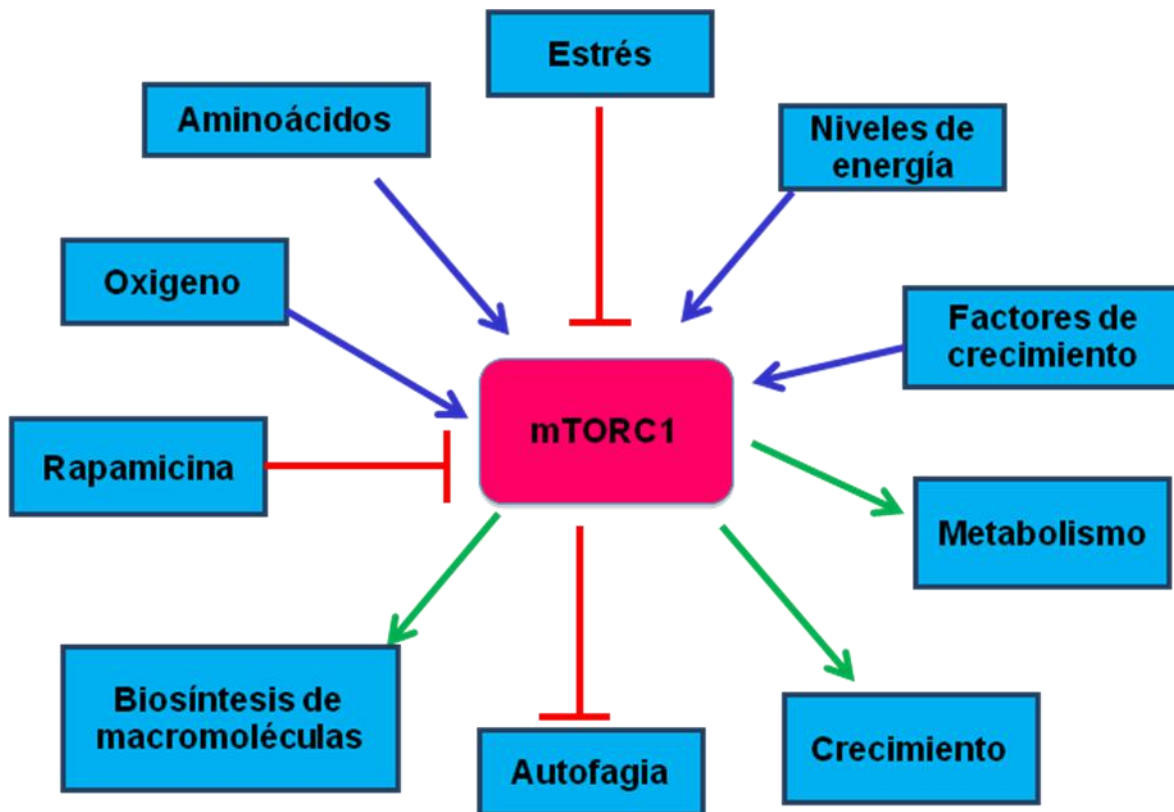 Estrés
Aminoácidos
Niveles de
energía
Oxigeno
Factores de
crecimiento
mTORC1
Rapamicina
Metabolismo
Biosíntesis de
macromoléculas
Autofagia
Crecimiento